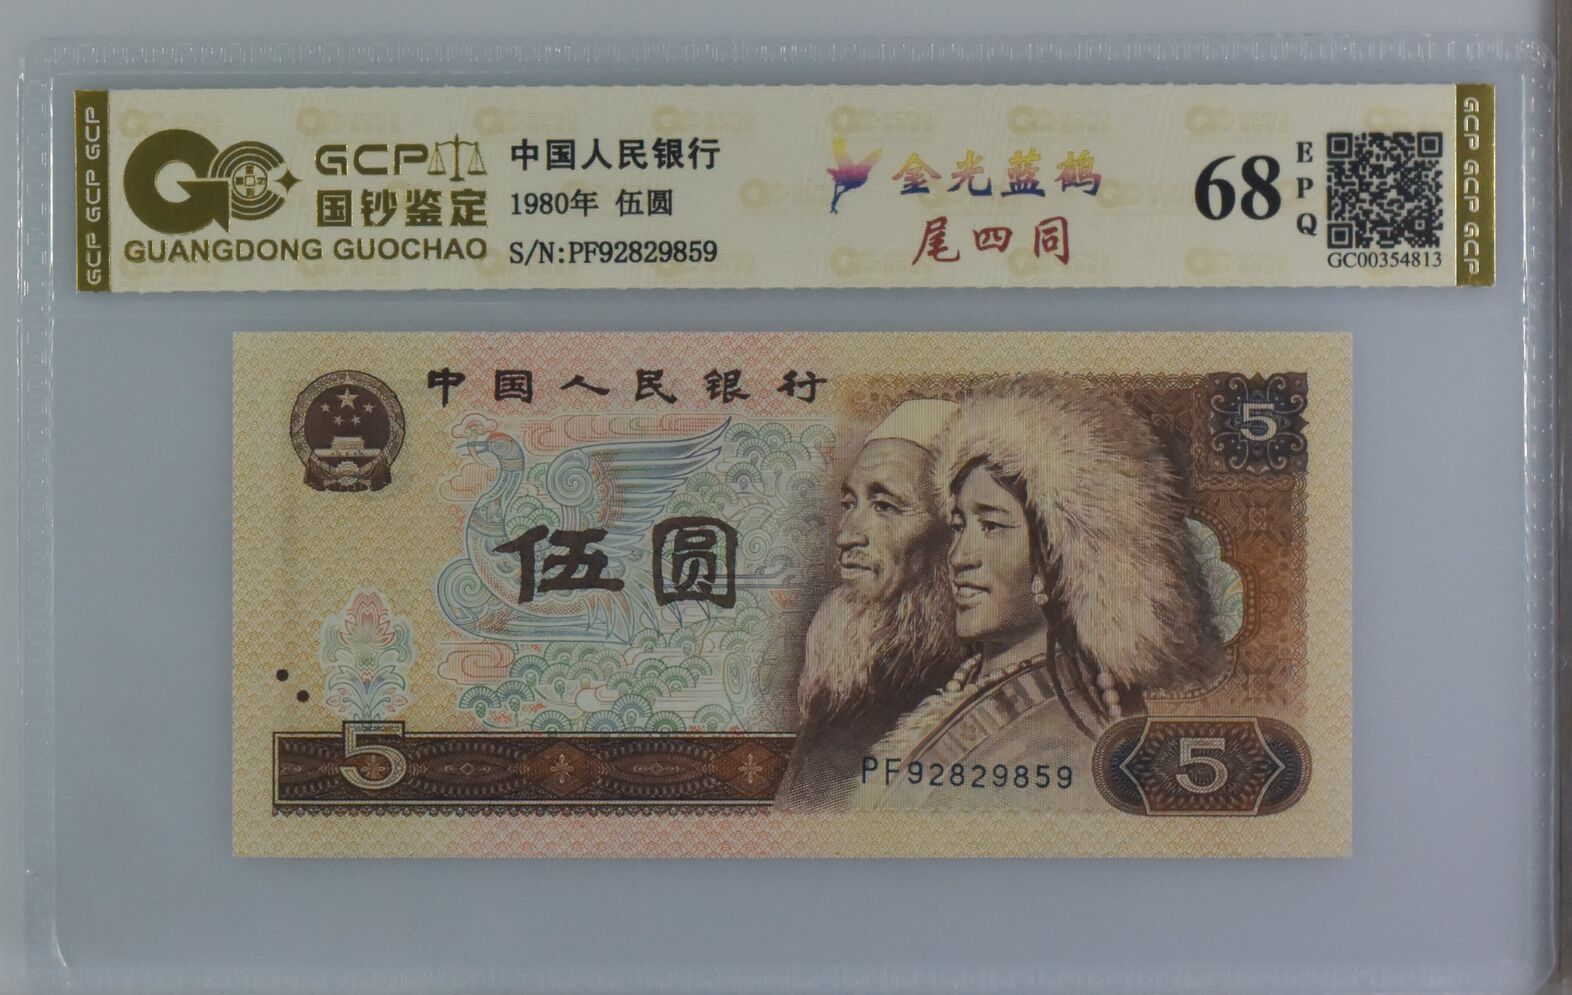 GCP GCP GCP
GCP
国钞鉴定
GUANGDONG GUOCHAO
中国人民银行
1980年 伍圆
S/N:PF92829859
金光蓝鹤
尾四同
68
EPQ
GC00354813
GCP GCP GCP
中国人民银行
5
伍圆
5
PF92829859
5